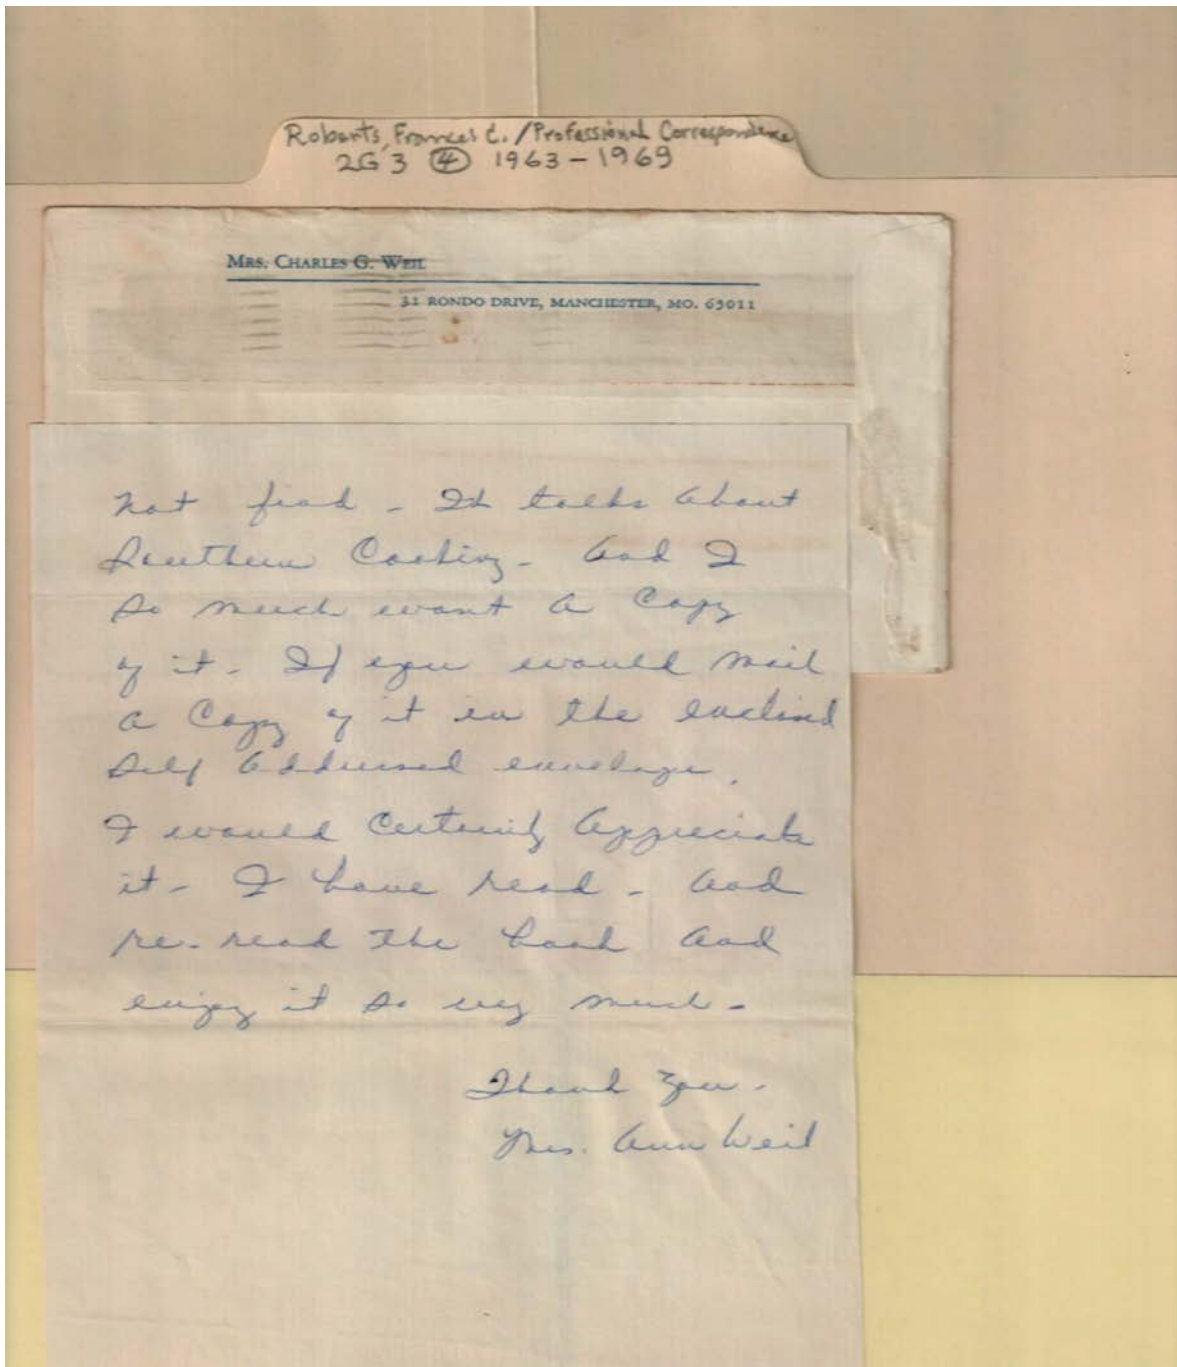 Roberts, Frances C. / Professional Correspondence
2G 3 ④ 1963 - 1969
MRS. CHARLES G. WEIL
31 RONDO DRIVE, MANCHESTER, MO. 63011
not find - It talks About
Southern Cooking - And I
so much want a Copy
of it - If you would mail
a Copy of it in the enclosed
self Addressed envelope.
I would Certainly Appreciate
it - I have read - And
re-read the book And
enjoy it so very much -
Thank You -
Mrs. Ann Weil